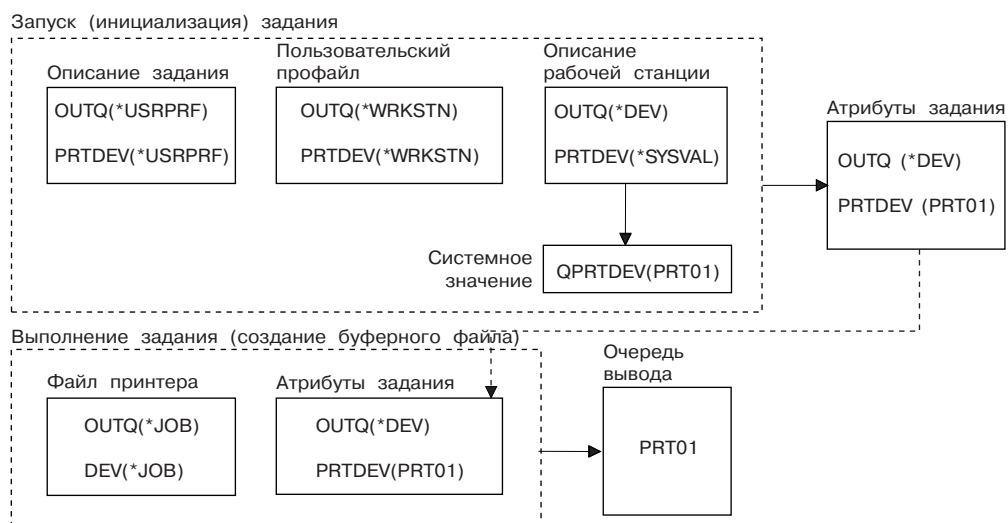 Запуск (инициализация) задания
Описание задания
OUTQ(*USRPRF)
PRTDEV(*USRPRF)
Пользовательский
профайл
OUTQ(*WRKSTN)
PRTDEV(*WRKSTN)
Описание
рабочей станции
OUTQ(*DEV)
PRTDEV(*SYSVAL)
Системное
значение
QPRTDEV(PRT01)
Атрибуты задания
OUTQ (*DEV)
PRTDEV (PRT01)
Выполнение задания (создание буферного файла)
Файл принтера
OUTQ(*JOB)
DEV(*JOB)
Атрибуты задания
OUTQ(*DEV)
PRTDEV(PRT01)
Очередь
вывода
PRT01